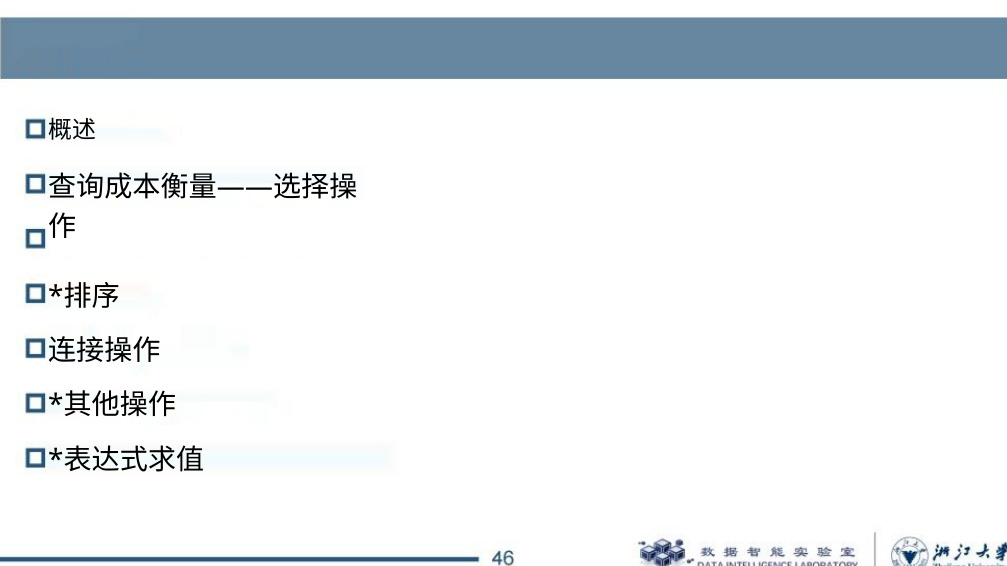 概述
查询成本衡量——选择操
作
*排序
连接操作
*其他操作
*表达式求值
46
数据智能实验室
DATA INTELLIGENCE LABORATORY
浙江大学